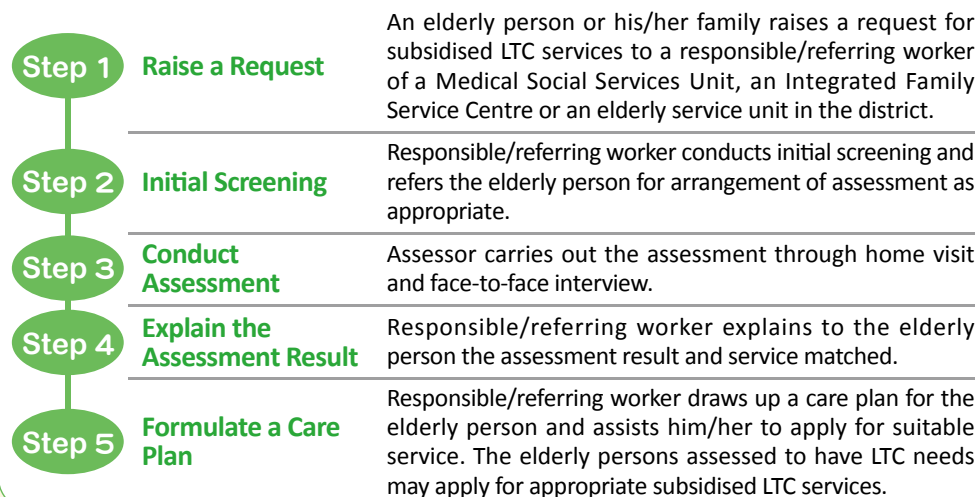 Step 1
Raise a Request
An elderly person or his/her family raises a request for
subsidised LTC services to a responsible/referring worker
of a Medical Social Services Unit, an Integrated Family
Service Centre or an elderly service unit in the district.
Step 2
Initial Screening
Responsible/referring worker conducts initial screening and
refers the elderly person for arrangement of assessment as
appropriate.
Step 3
Conduct
Assessment
Assessor carries out the assessment through home visit
and face-to-face interview.
Step 4
Explain the
Assessment Result
Responsible/referring worker explains to the elderly
person the assessment result and service matched.
Step 5
Formulate a Care
Plan
Responsible/referring worker draws up a care plan for the
elderly person and assists him/her to apply for suitable
service. The elderly persons assessed to have LTC needs
may apply for appropriate subsidised LTC services.